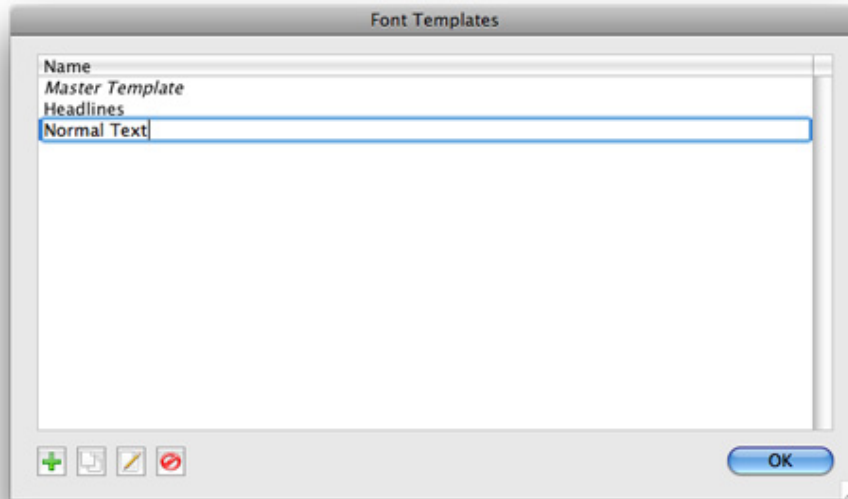 Font Templates
Name
Master Template
Headlines
Normal Text
OK